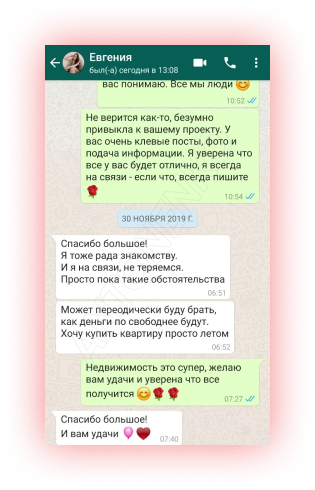 Евгения
был(-а) сегодня в 13:08
вас понимаю. Все мы люди 😊
10:52
Не верится как-то, безумно
привыкла к вашему проекту. У
вас очень клевые посты, фото и
подача информации. Я уверена что
все у вас будет отлично, я всегда
на связи - если что, всегда пишите
🌹
10:54
30 НОЯБРЯ 2019 Г.
Спасибо большое!
Я тоже рада знакомству.
И я на связи, не теряемся.
Просто пока такие обстоятельства
06:51
Может переодически буду брать,
как деньги по свободнее будут.
Хочу купить квартиру просто летом
06:52
Недвижимость это супер, желаю
вам удачи и уверена что все
получится 😊🌹🌹
07:27
Спасибо большое!
И вам удачи 🎈❤️
07:40